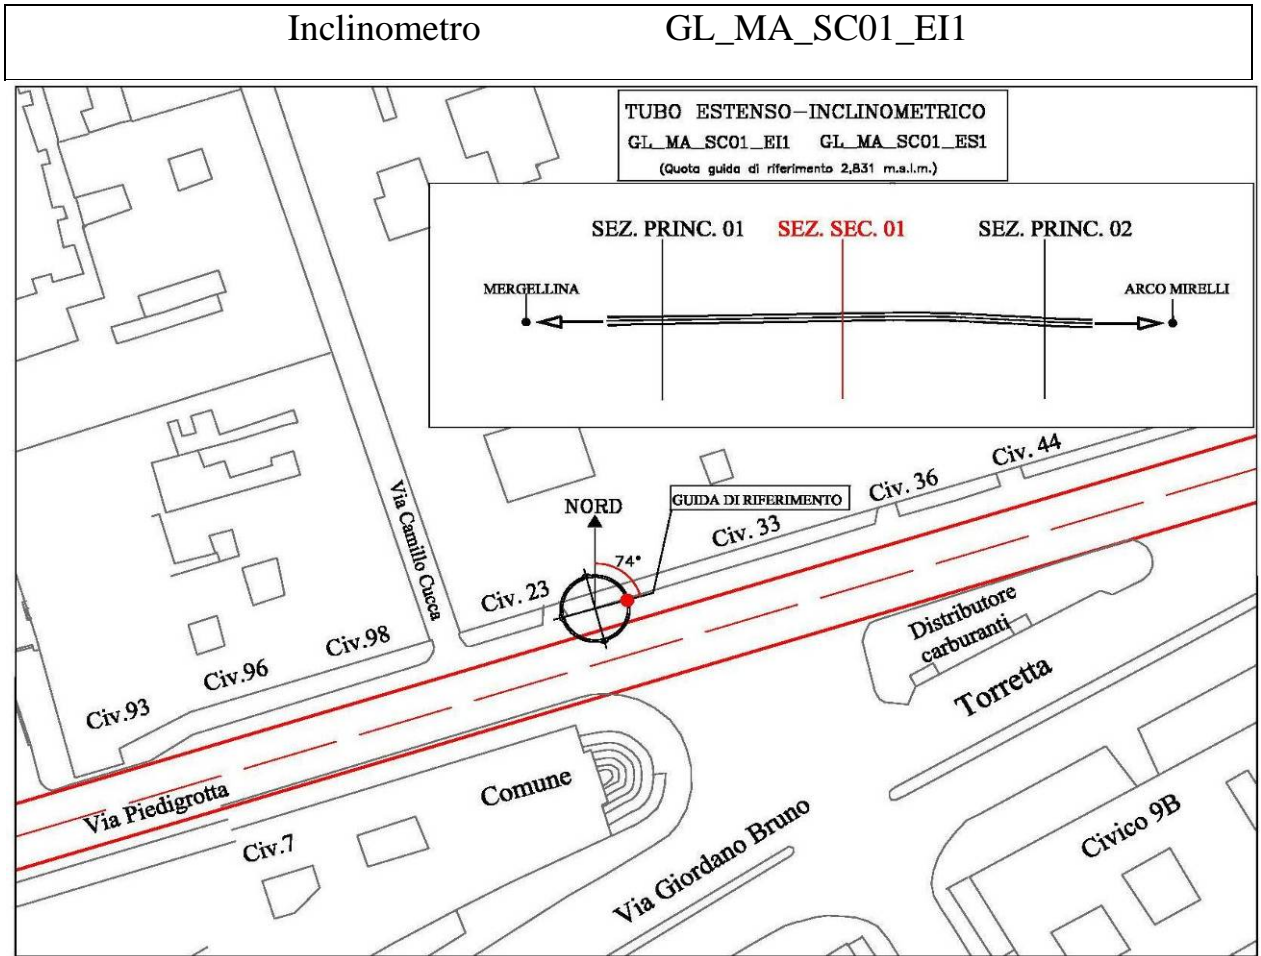 Inclinometro GL_MA_SC01_EI1
TUBO ESTENSO-INCLINOMETRICO
GL_MA_SC01_EI1 GL_MA_SC01_ES1
(Quota guida di riferimento 2,831 m.s.l.m.)
SEZ. PRINC. 01 SEZ. SEC. 01 SEZ. PRINC. 02
MERGELLINA ARCO MIRELLI
Civ. 44
Civ. 36
GUIDA DI RIFERIMENTO
NORD
Civ. 33
74°
Via Camillo Cucca
Civ. 23
Civ.98
Civ.96
Civ.93
Distributore
carburanti
Torretta
Via Piedigrotta
Comune
Civ.7
Via Giordano Bruno
Civico 9B